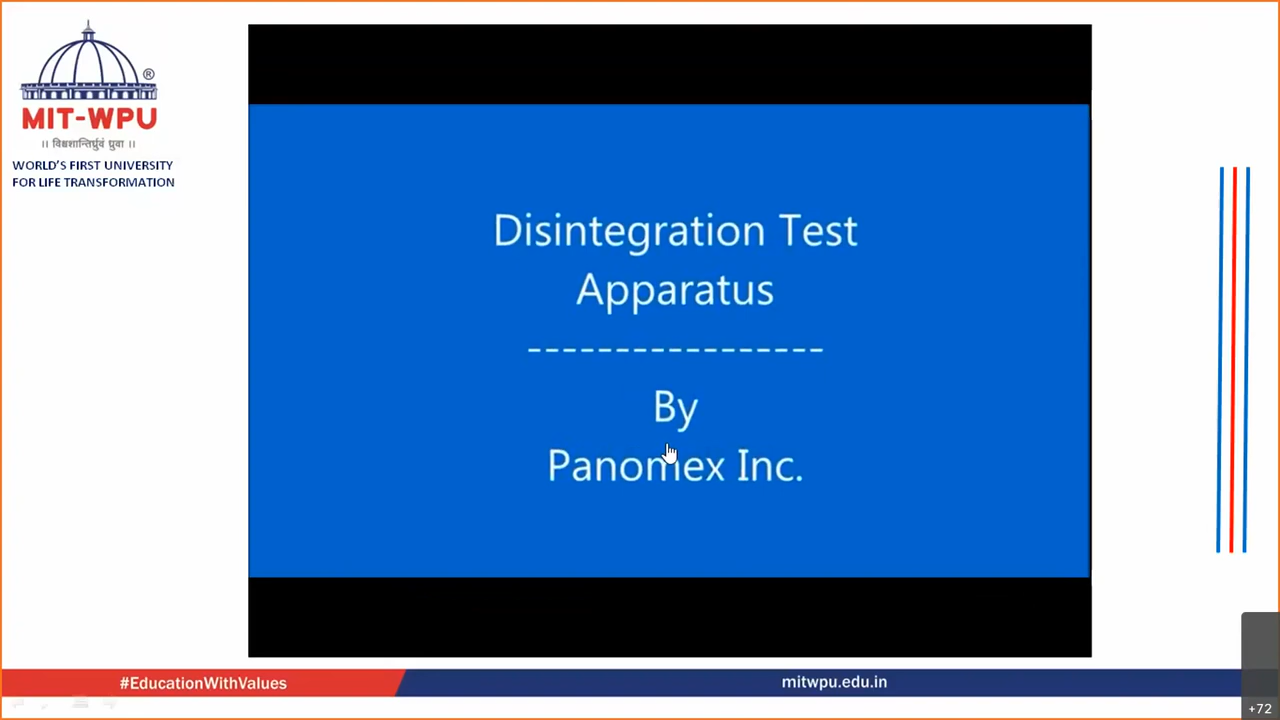 ®
MIT-WPU
।। विश्वशान्तिर्ध्रुवं ध्रुवा ।।
WORLD'S FIRST UNIVERSITY
FOR LIFE TRANSFORMATION
Disintegration Test
Apparatus
-----------------
By
Panomex Inc.
#EducationWithValues
mitwpu.edu.in
+72